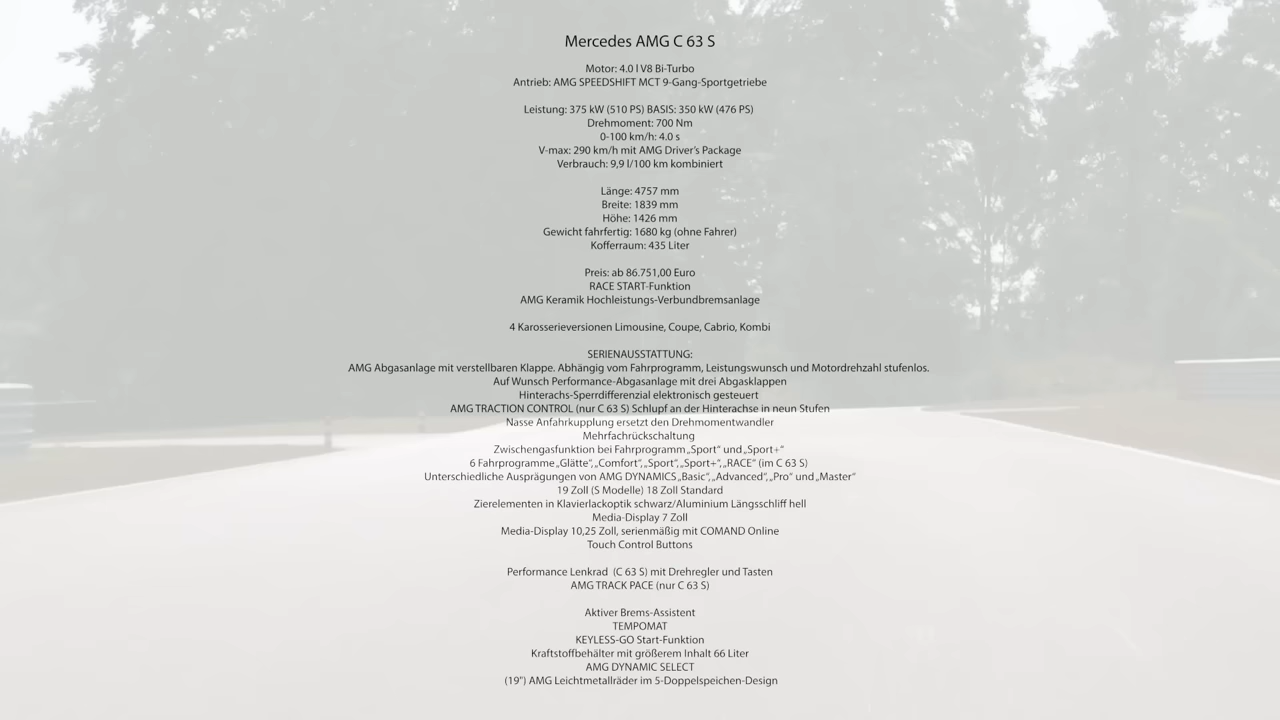 Mercedes AMG C 63 S
Motor: 4.0 l V8 Bi-Turbo
Antrieb: AMG SPEEDSHIFT MCT 9-Gang-Sportgetriebe
Leistung: 375 kW (510 PS) BASIS: 350 kW (476 PS)
Drehmoment: 700 Nm
0-100 km/h: 4.0 s
V-max: 290 km/h mit AMG Driver's Package
Verbrauch: 9,9 l/100 km kombiniert
Länge: 4757 mm
Breite: 1839 mm
Höhe: 1426 mm
Gewicht fahrfertig: 1680 kg (ohne Fahrer)
Kofferraum: 435 Liter
Preis: ab 86.751,00 Euro
RACE START-Funktion
AMG Keramik Hochleistungs-Verbundbremsanlage
4 Karosserieversionen Limousine, Coupe, Cabrio, Kombi
SERIENAUSSTATTUNG:
AMG Abgasanlage mit verstellbaren Klappe. Abhängig vom Fahrprogramm, Leistungswunsch und Motordrehzahl stufenlos.
Auf Wunsch Performance-Abgasanlage mit drei Abgasklappen
Hinterachs-Sperrdifferenzial elektronisch gesteuert
AMG TRACTION CONTROL (nur C 63 S) Schlupf an der Hinterachse in neun Stufen
Nasse Anfahrkupplung ersetzt den Drehmomentwandler
Mehrfachrückschaltung
Zwischengasfunktion bei Fahrprogramm „Sport“ und „Sport+“
6 Fahrprogramme „Glätte“, „Comfort“, „Sport“, „Sport+“, „RACE“ (im C 63 S)
Unterschiedliche Ausprägungen von AMG DYNAMICS „Basic“, „Advanced“, „Pro“ und „Master“
19 Zoll (S Modelle) 18 Zoll Standard
Zierelementen in Klavierlackoptik schwarz/Aluminium Längsschliff hell
Media-Display 7 Zoll
Media-Display 10,25 Zoll, serienmäßig mit COMAND Online
Touch Control Buttons
Performance Lenkrad (C 63 S) mit Drehregler und Tasten
AMG TRACK PACE (nur C 63 S)
Aktiver Brems-Assistent
TEMPOMAT
KEYLESS-GO Start-Funktion
Kraftstoffbehälter mit größerem Inhalt 66 Liter
AMG DYNAMIC SELECT
(19") AMG Leichtmetallräder im 5-Doppelspeichen-Design